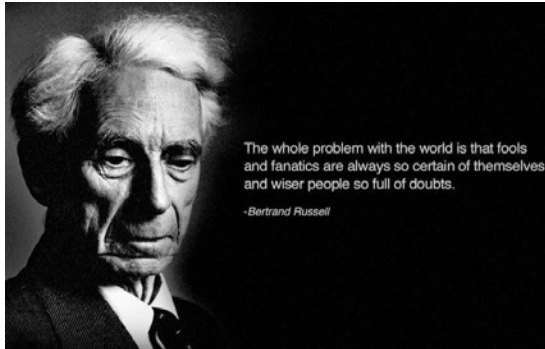 The whole problem with the world is that fools
and fanatics are always so certain of themselves
and wiser people so full of doubts.
-Bertrand Russell